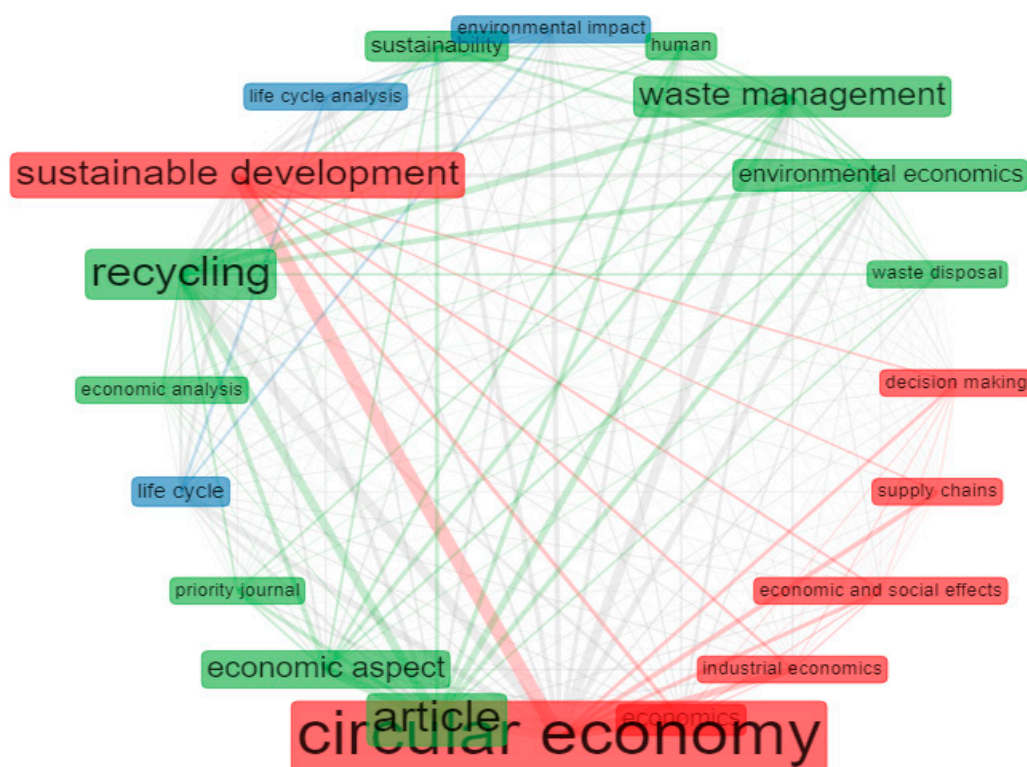 environmental impact
sustainability
human
life cycle analysis
waste management
sustainable development
environmental economics
recycling
waste disposal
economic analysis
decision making
life cycle
supply chains
priority journal
economic and social effects
economic aspect
industrial economics
article
economics
circular economy